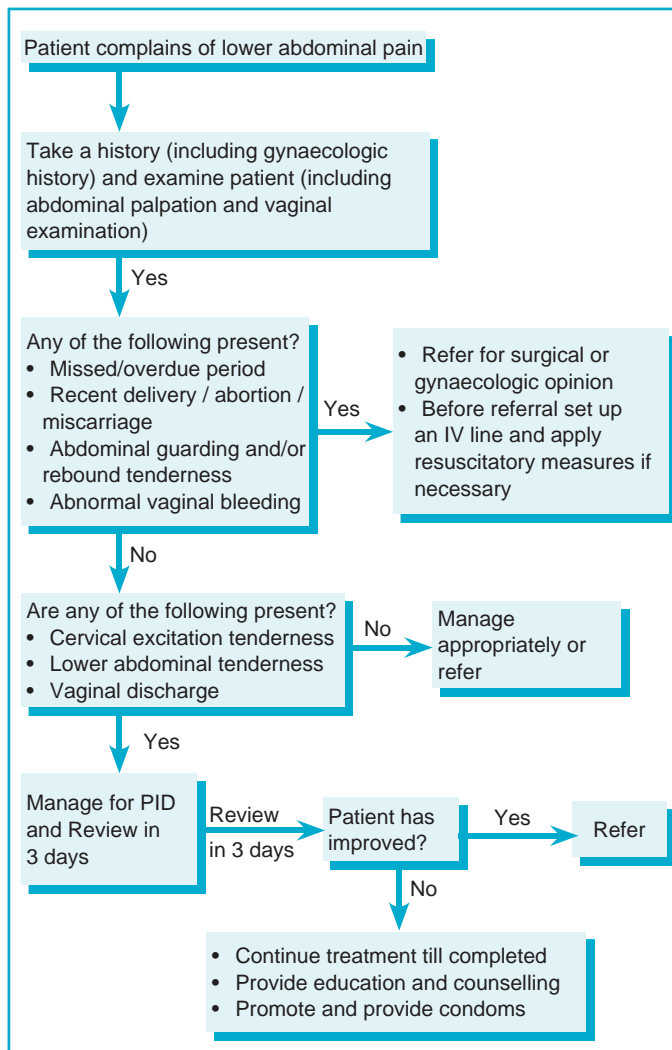 Patient complains of lower abdominal pain
Take a history (including gynaecologic
history) and examine patient (including
abdominal palpation and vaginal
examination)
Yes
Any of the following present?
• Missed/overdue period
• Recent delivery / abortion /
miscarriage
• Abdominal guarding and/or
rebound tenderness
• Abnormal vaginal bleeding
Yes
• Refer for surgical or
gynaecologic opinion
• Before referral set up
an IV line and apply
resuscitatory measures if
necessary
No
Are any of the following present?
• Cervical excitation tenderness
• Lower abdominal tenderness
• Vaginal discharge
No
Manage
appropriately or
refer
Yes
Manage for PID
and Review in
3 days
Review
in 3 days
Patient has
improved?
Yes
Refer
No
• Continue treatment till completed
• Provide education and counselling
• Promote and provide condoms